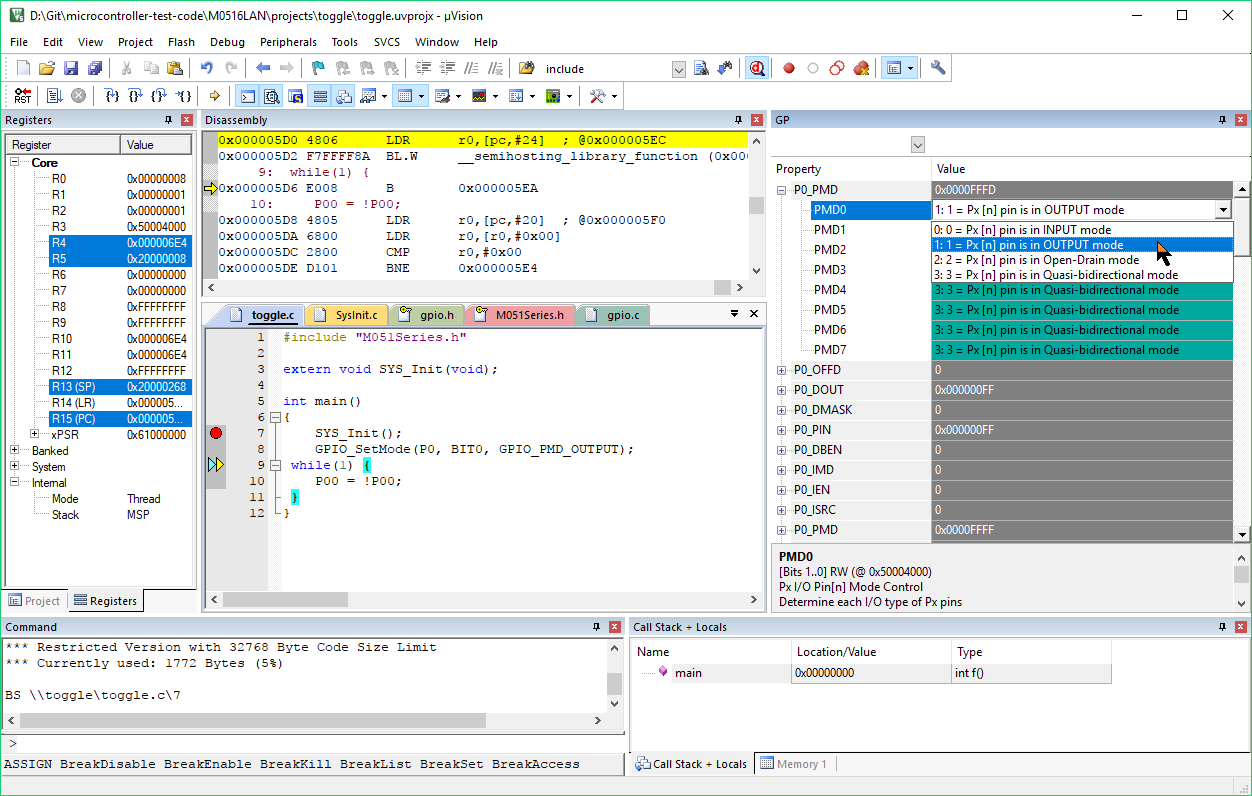 D:\Git\microcontroller-test-code\M0516LAN\projects\toggle\toggle.uvprojx - µVision
File Edit View Project Flash Debug Peripherals Tools SVCS Window Help
include
RST
Registers
Register Value
Core
R0 0x00000008
R1 0x00000001
R2 0x00000001
R3 0x50004000
R4 0x000006E4
R5 0x20000008
R6 0x00000000
R7 0x00000000
R8 0xFFFFFFFF
R9 0xFFFFFFFF
R10 0x000006E4
R11 0x000006E4
R12 0xFFFFFFFF
R13 (SP) 0x20000268
R14 (LR) 0x000005...
R15 (PC) 0x000005...
xPSR 0x61000000
Banked
System
Internal
Mode Thread
Stack MSP
Project Registers
Disassembly
0x000005D0 4806 LDR r0,[pc,#24] ; @0x000005EC
0x000005D2 F7FFFF8A BL.W __semihosting_library_function (0x000
9: while(1) {
0x000005D6 E008 B 0x000005EA
10: P00 = !P00;
0x000005D8 4805 LDR r0,[pc,#20] ; @0x000005F0
0x000005DA 6800 LDR r0,[r0,#0x00]
0x000005DC 2800 CMP r0,#0x00
0x000005DE D101 BNE 0x000005E4
toggle.c SysInit.c gpio.h M051Series.h gpio.c
1 #include "M051Series.h"
2
3 extern void SYS_Init(void);
4
5 int main()
6 {
7 SYS_Init();
8 GPIO_SetMode(P0, BIT0, GPIO_PMD_OUTPUT);
9 while(1) {
10 P00 = !P00;
11 }
12 }
GP
Property Value
P0_PMD 0x0000FFFD
PMD0 1: 1 = Px [n] pin is in OUTPUT mode
PMD1 0: 0 = Px [n] pin is in INPUT mode
1: 1 = Px [n] pin is in OUTPUT mode
PMD2 2: 2 = Px [n] pin is in Open-Drain mode
PMD3 3: 3 = Px [n] pin is in Quasi-bidirectional mode
PMD4 3: 3 = Px [n] pin is in Quasi-bidirectional mode
PMD5 3: 3 = Px [n] pin is in Quasi-bidirectional mode
PMD6 3: 3 = Px [n] pin is in Quasi-bidirectional mode
PMD7 3: 3 = Px [n] pin is in Quasi-bidirectional mode
P0_OFFD 0
P0_DOUT 0x000000FF
P0_DMASK 0
P0_PIN 0x000000FF
P0_DBEN 0
P0_IMD 0
P0_IEN 0
P0_ISRC 0
P0_PMD 0x0000FFFF
PMD0
[Bits 1..0] RW (@ 0x50004000)
Px I/O Pin[n] Mode Control
Determine each I/O type of Px pins
Command
*** Restricted Version with 32768 Byte Code Size Limit
*** Currently used: 1772 Bytes (5%)
BS \\toggle\toggle.c\7
>
ASSIGN BreakDisable BreakEnable BreakKill BreakList BreakSet BreakAccess
Call Stack + Locals
Name Location/Value Type
main 0x00000000 int f()
Call Stack + Locals Memory 1